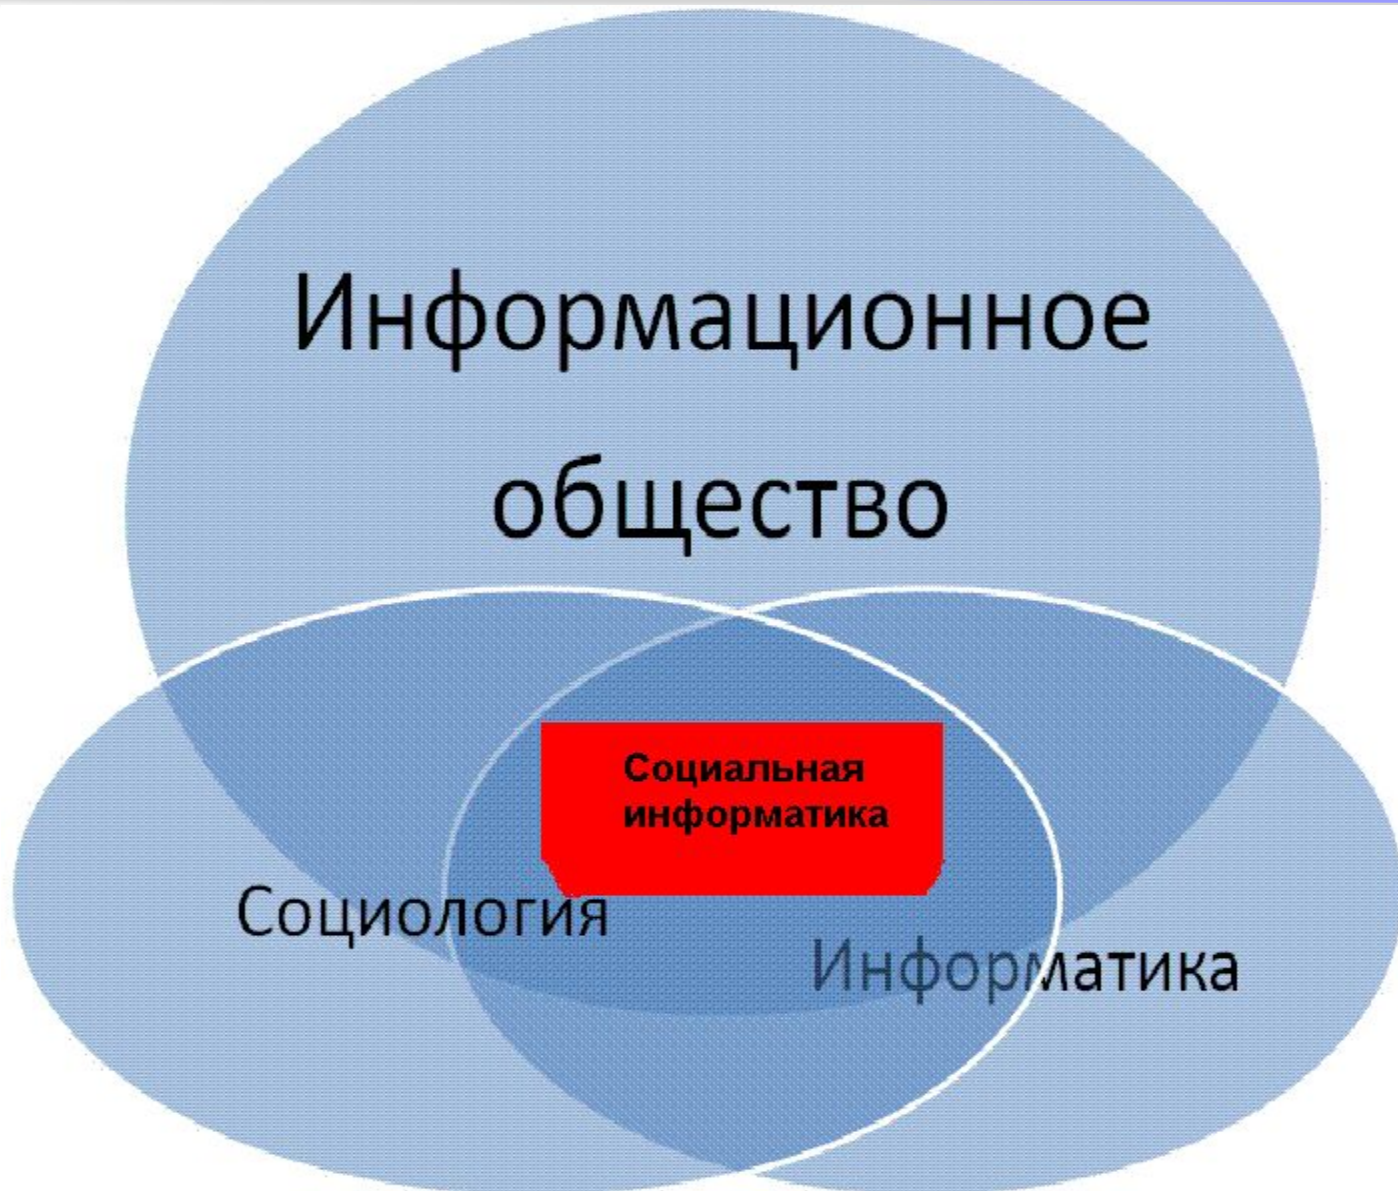 Информационное
общество
Социальная
информатика
Социология
Информатика